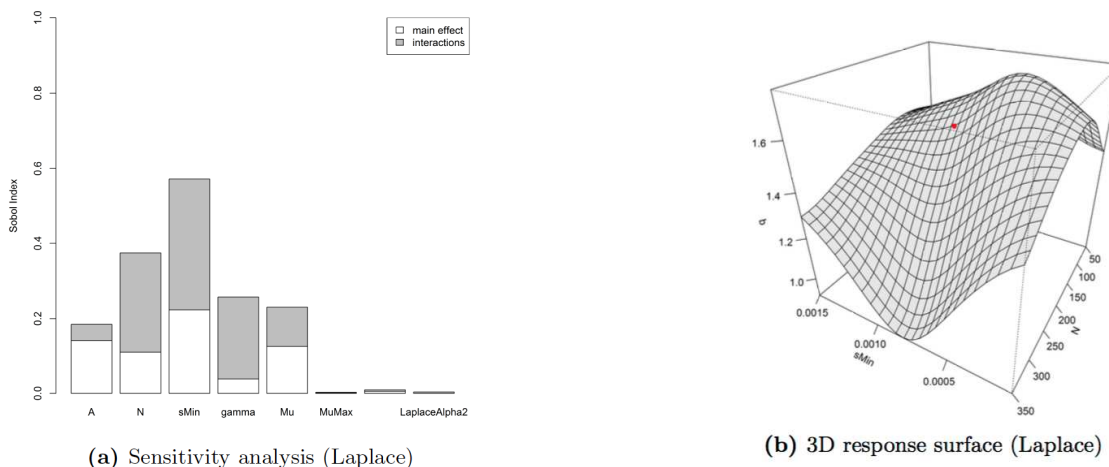 1.0
0.8
0.6
0.4
0.2
0.0
Sobol Index
main effect
interactions
A N sMin gamma Mu MuMax LaplaceAlpha2
(a) Sensitivity analysis (Laplace)
1.6
1.4
1.2
1.0
q
0.0015
0.0010
0.0005
sMin
50
100
150
200
250
300
350
N
(b) 3D response surface (Laplace)